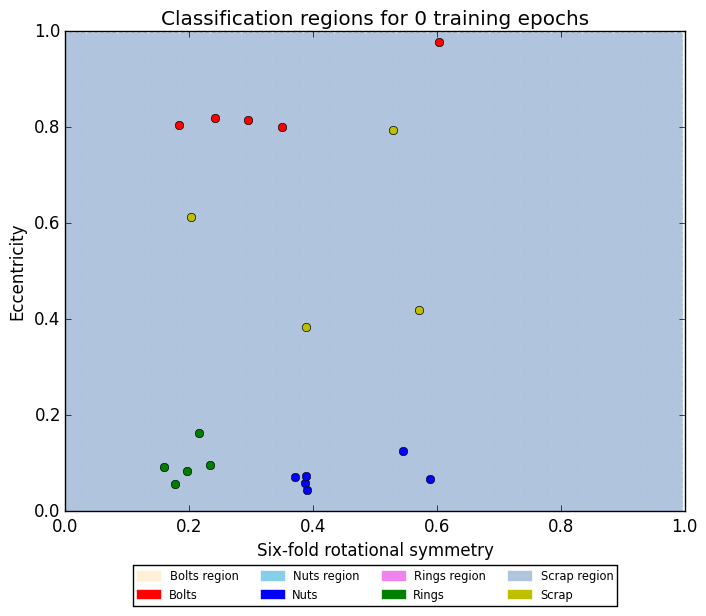 Classification regions for 0 training epochs
1.0
0.8
0.6
0.4
0.2
0.0
Eccentricity
0.0 0.2 0.4 0.6 0.8 1.0
Six-fold rotational symmetry
Bolts region Nuts region Rings region Scrap region
Bolts Nuts Rings Scrap